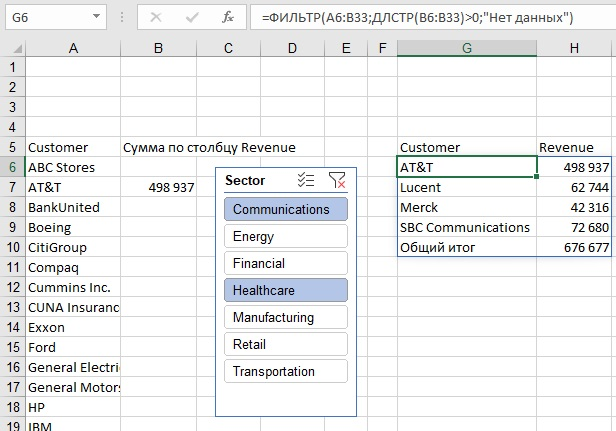 G6 fx =ФИЛЬТР(A6:B33;ДЛСТР(B6:B33)>0;"Нет данных")
A B C D E F G H
1
2
3
4
5 Customer Сумма по столбцу Revenue Customer Revenue
6 ABC Stores AT&T 498 937
7 AT&T 498 937 Lucent 62 744
8 BankUnited Merck 42 316
9 Boeing SBC Communications 72 680
10 CitiGroup Общий итог 676 677
11 Compaq
12 Cummins Inc.
13 CUNA Insuranc
14 Exxon
15 Ford
16 General Electri
17 General Motors
18 HP
19 IBM
Sector
Communications
Energy
Financial
Healthcare
Manufacturing
Retail
Transportation